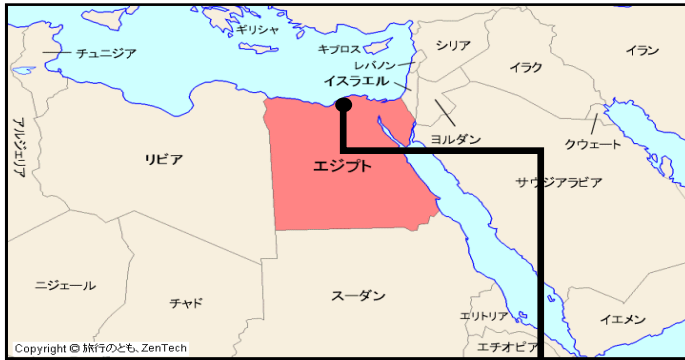 ギリシャ
チュニジア
キプロス
シリア
イラン
レバノン
イラク
イスラエル
アルジェリア
ヨルダン
クウェート
リビア
エジプト
サウジアラビア
ニジェール
チャド
スーダン
エリトリア
イエメン
エチオピア
Copyright © 旅行のとも、ZenTech